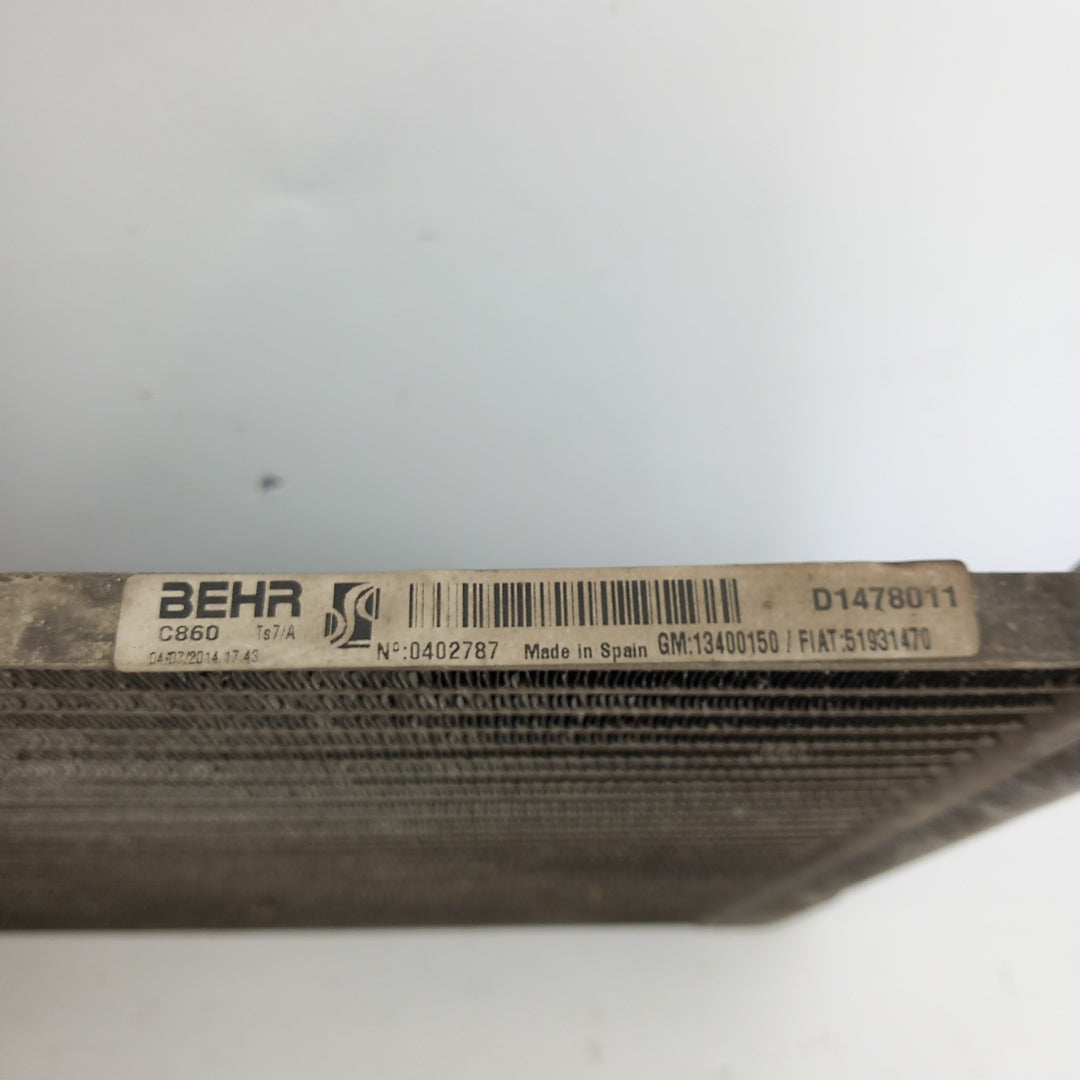 BEHR
D1478011
C860 Ts7/A
Nº:0402787 Made in Spain GM:13400150 / FIAT:51931470
04/07/2014 17 43